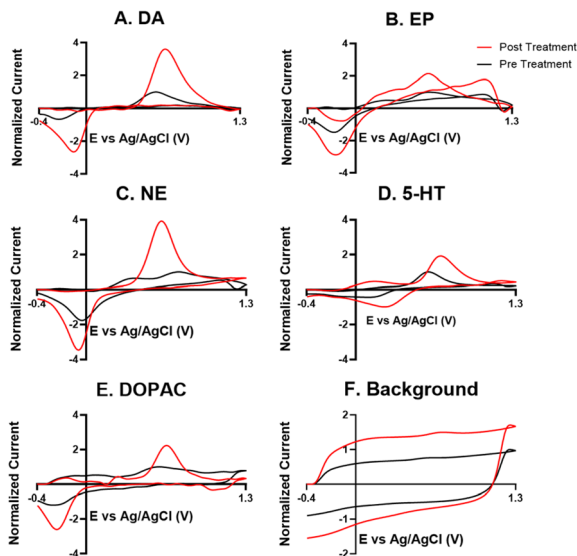 A. DA
Normalized Current
4
2
-2
-4
-0.4
1.3
E vs Ag/AgCl (V)
B. EP
Normalized Current
4
2
-2
-4
-0.4
1.3
E vs Ag/AgCl (V)
Post Treatment
Pre Treatment
C. NE
Normalized Current
4
2
-2
-4
-0.4
1.3
E vs Ag/AgCl (V)
D. 5-HT
Normalized Current
4
2
-2
-4
-0.4
1.3
E vs Ag/AgCl (V)
E. DOPAC
Normalized Current
4
2
-2
-4
-0.4
1.3
E vs Ag/AgCl (V)
F. Background
Normalized Current
2
1
-1
-2
-0.4
1.3
E vs Ag/AgCl (V)